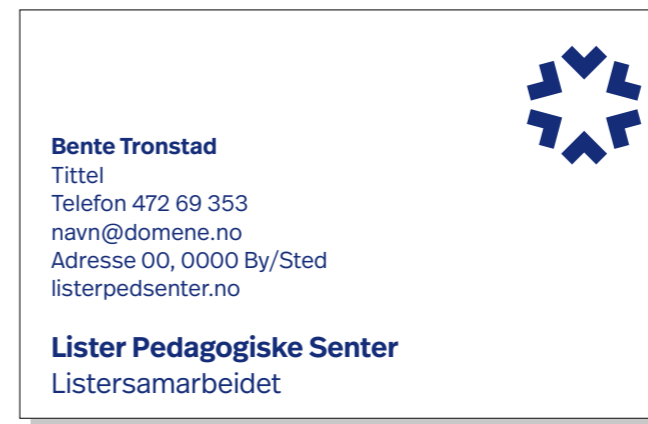 Bente Tronstad
Tittel
Telefon 472 69 353
navn@domene.no
Adresse 00, 0000 By/Sted
listerpedsenter.no
Lister Pedagogiske Senter
Listersamarbeidet